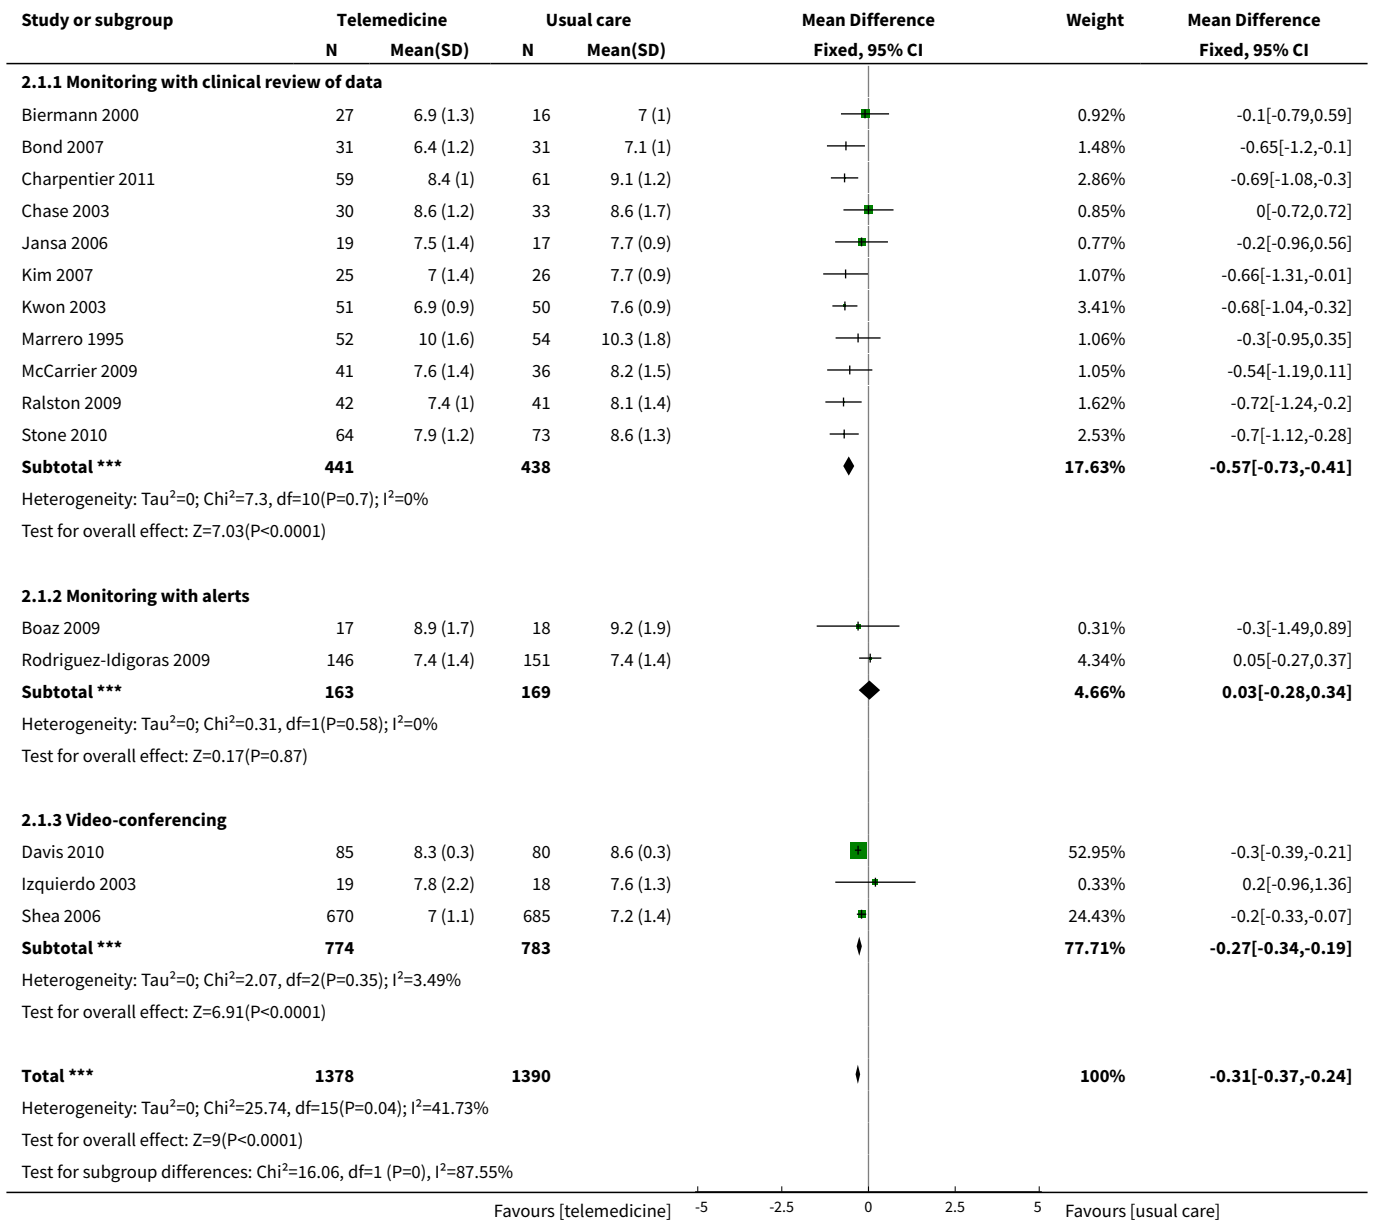 Study or subgroup Telemedicine Usual care Mean Difference Weight Mean Difference
N Mean(SD) N Mean(SD) Fixed, 95% CI Fixed, 95% CI
2.1.1 Monitoring with clinical review of data
Biermann 2000 27 6.9 (1.3) 16 7 (1) 0.92% -0.1[-0.79,0.59]
Bond 2007 31 6.4 (1.2) 31 7.1 (1) 1.48% -0.65[-1.2,-0.1]
Charpentier 2011 59 8.4 (1) 61 9.1 (1.2) 2.86% -0.69[-1.08,-0.3]
Chase 2003 30 8.6 (1.2) 33 8.6 (1.7) 0.85% 0[-0.72,0.72]
Jansa 2006 19 7.5 (1.4) 17 7.7 (0.9) 0.77% -0.2[-0.96,0.56]
Kim 2007 25 7 (1.4) 26 7.7 (0.9) 1.07% -0.66[-1.31,-0.01]
Kwon 2003 51 6.9 (0.9) 50 7.6 (0.9) 3.41% -0.68[-1.04,-0.32]
Marrero 1995 52 10 (1.6) 54 10.3 (1.8) 1.06% -0.3[-0.95,0.35]
McCarrier 2009 41 7.6 (1.4) 36 8.2 (1.5) 1.05% -0.54[-1.19,0.11]
Ralston 2009 42 7.4 (1) 41 8.1 (1.4) 1.62% -0.72[-1.24,-0.2]
Stone 2010 64 7.9 (1.2) 73 8.6 (1.3) 2.53% -0.7[-1.12,-0.28]
Subtotal *** 441 438 17.63% -0.57[-0.73,-0.41]
Heterogeneity: Tau²=0; Chi²=7.3, df=10(P=0.7); I²=0%
Test for overall effect: Z=7.03(P<0.0001)
2.1.2 Monitoring with alerts
Boaz 2009 17 8.9 (1.7) 18 9.2 (1.9) 0.31% -0.3[-1.49,0.89]
Rodriguez-Idigoras 2009 146 7.4 (1.4) 151 7.4 (1.4) 4.34% 0.05[-0.27,0.37]
Subtotal *** 163 169 4.66% 0.03[-0.28,0.34]
Heterogeneity: Tau²=0; Chi²=0.31, df=1(P=0.58); I²=0%
Test for overall effect: Z=0.17(P=0.87)
2.1.3 Video-conferencing
Davis 2010 85 8.3 (0.3) 80 8.6 (0.3) 52.95% -0.3[-0.39,-0.21]
Izquierdo 2003 19 7.8 (2.2) 18 7.6 (1.3) 0.33% 0.2[-0.96,1.36]
Shea 2006 670 7 (1.1) 685 7.2 (1.4) 24.43% -0.2[-0.33,-0.07]
Subtotal *** 774 783 77.71% -0.27[-0.34,-0.19]
Heterogeneity: Tau²=0; Chi²=2.07, df=2(P=0.35); I²=3.49%
Test for overall effect: Z=6.91(P<0.0001)
Total *** 1378 1390 100% -0.31[-0.37,-0.24]
Heterogeneity: Tau²=0; Chi²=25.74, df=15(P=0.04); I²=41.73%
Test for overall effect: Z=9(P<0.0001)
Test for subgroup differences: Chi²=16.06, df=1 (P=0), I²=87.55%
Favours [telemedicine] -5 -2.5 0 2.5 5 Favours [usual care]